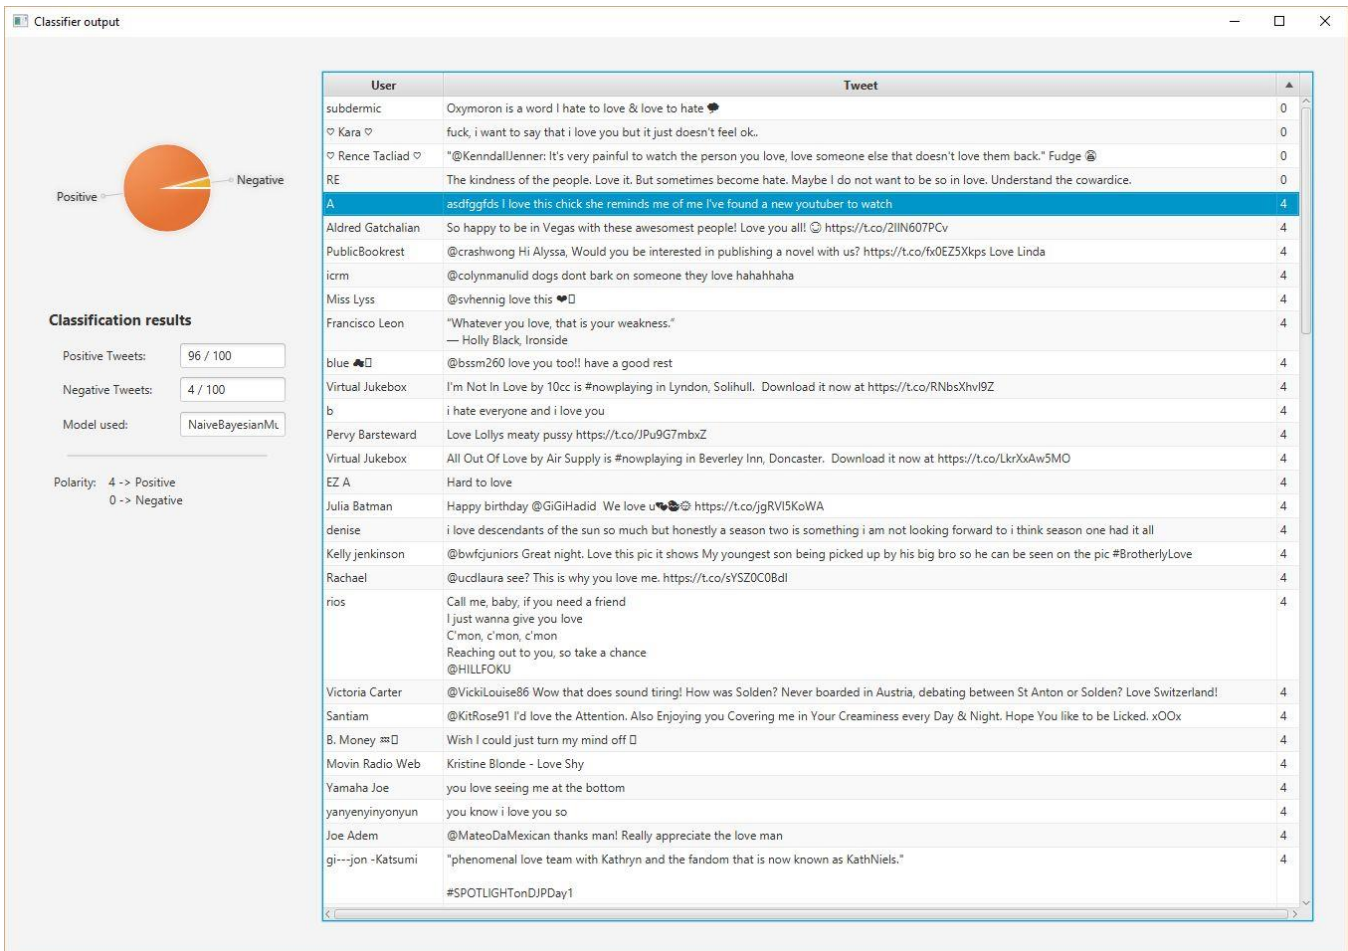 Classifier output
Positive
Negative
Classification results
Positive Tweets: 96 / 100
Negative Tweets: 4 / 100
Model used: NaiveBayesianMu
Polarity: 4 -> Positive
0 -> Negative
User Tweet ▲
subdermic Oxymoron is a word I hate to love & love to hate 0
♡ Kara ♡ fuck, i want to say that i love you but it just doesn't feel ok.. 0
♡ Rence Tacliad ♡ "@KenndallJenner: It's very painful to watch the person you love, love someone else that doesn't love them back." Fudge 0
RE The kindness of the people. Love it. But sometimes become hate. Maybe I do not want to be so in love. Understand the cowardice. 0
A asdfggfds I love this chick she reminds me of me I've found a new youtuber to watch 4
Aldred Gatchalian So happy to be in Vegas with these awesomest people! Love you all! 4
PublicBookrest @crashwong Hi Alyssa, Would you be interested in publishing a novel with us? https://t.co/fx0EZ5Xkps Love Linda 4
icrm @colynmanulid dogs dont bark on someone they love hahahhaha 4
Miss Lyss @svhennig love this ❤ 4
Francisco Leon "Whatever you love, that is your weakness." 4
— Holly Black, Ironside
blue @bssm260 love you too!! have a good rest 4
Virtual Jukebox I'm Not In Love by 10cc is #nowplaying in Lyndon, Solihull. Download it now at 4
b i hate everyone and i love you 4
Pervy Barsteward Love Lollys meaty pussy https://t.co/JPu9G7mbxZ 4
Virtual Jukebox All Out Of Love by Air Supply is #nowplaying in Beverley Inn, Doncaster. Download it now at https://t.co/LkrXxAw5MO 4
EZ A Hard to love 4
Julia Batman Happy birthday @GiGiHadid We love u 4
denise i love descendants of the sun so much but honestly a season two is something i am not looking forward to i think season one had it all 4
Kelly jenkinson @bwfcjuniors Great night. Love this pic it shows My youngest son being picked up by his big bro so he can be seen on the pic #BrotherlyLove 4
Rachael @ucdlaura see? This is why you love me. 4
rios Call me, baby, if you need a friend 4
I just wanna give you love
C'mon, c'mon, c'mon
Reaching out to you, so take a chance
@HILLFOKU
Victoria Carter @VickiLouise86 Wow that does sound tiring! How was Solden? Never boarded in Austria, debating between St Anton or Solden? Love Switzerland! 4
Santiam @KitRose91 I'd love the Attention. Also Enjoying you Covering me in Your Creaminess every Day & Night. Hope You like to be Licked. xOOx 4
B. Money Wish I could just turn my mind off 4
Movin Radio Web Kristine Blonde - Love Shy 4
Yamaha Joe you love seeing me at the bottom 4
yanyenyinyonyun you know i love you so 4
Joe Adem @MateoDaMexican thanks man! Really appreciate the love man 4
gi---jon -Katsumi "phenomenal love team with Kathryn and the fandom that is now known as KathNiels." 4
#SPOTLIGHTonDJPDay1